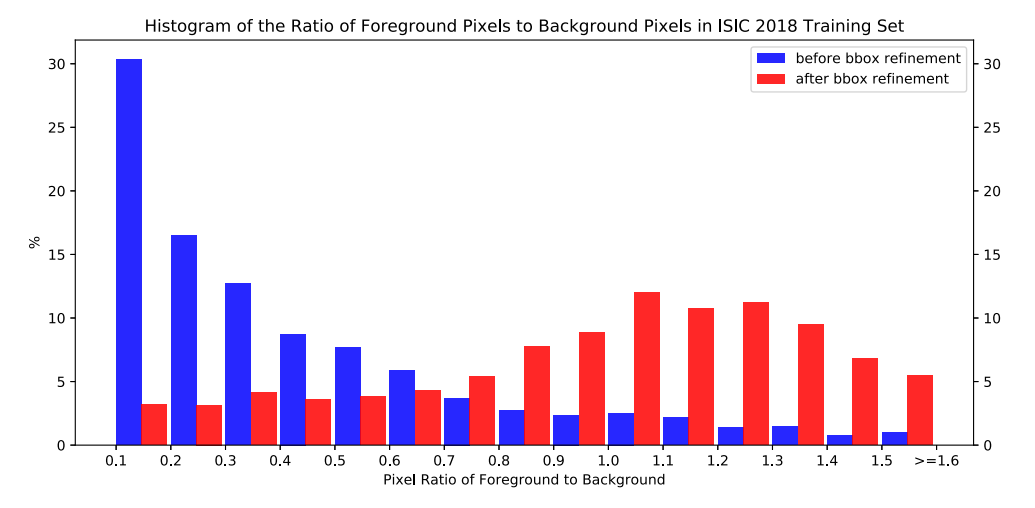 Histogram of the Ratio of Foreground Pixels to Background Pixels in ISIC 2018 Training Set
before bbox refinement
after bbox refinement
30 30
25 25
20 20
15 15
10 10
5 5
0 0
%
0.1 0.2 0.3 0.4 0.5 0.6 0.7 0.8 0.9 1.0 1.1 1.2 1.3 1.4 1.5 >=1.6
Pixel Ratio of Foreground to Background